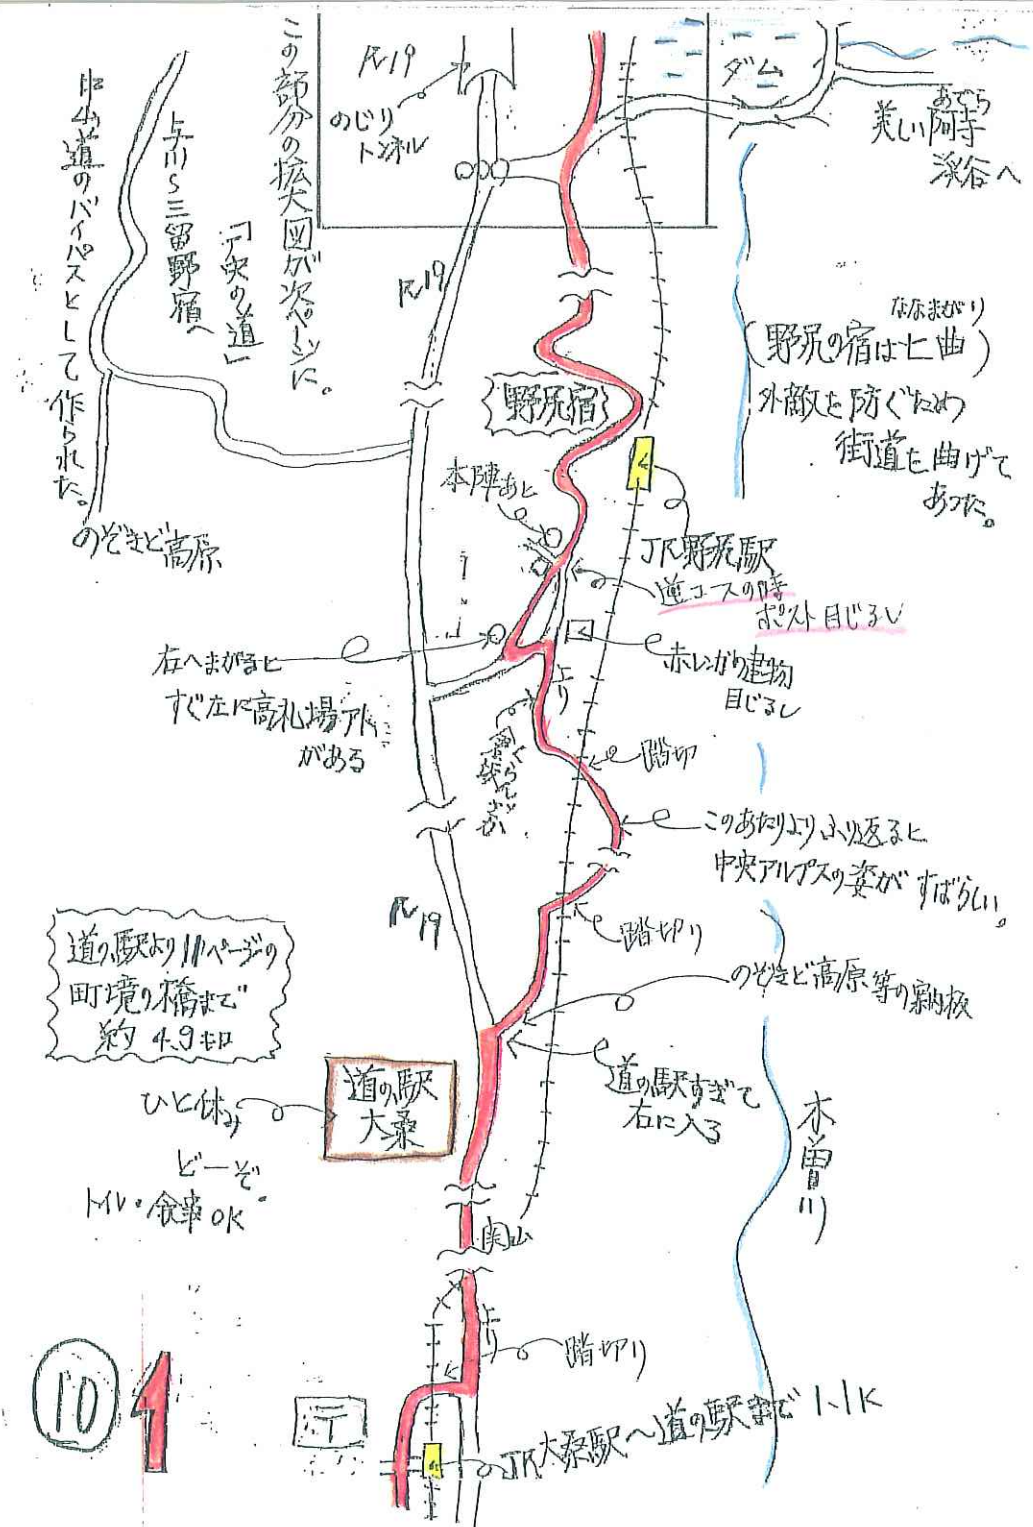 この部分の拡大図が次ページに。
R19
のじり
トンネル
ダム
あでら
美しい阿寺
渓谷へ
中山道のバイパスとして作られた。
上松〜三留野宿へ
「中央の道」
のぞきど高原
R19
ななまがり
(野尻の宿は七曲)
外敵を防ぐため
街道を曲げて
あった。
野尻宿
本陣あと
JR野尻駅
逆コースの時
ポスト目じるし
赤レンガの建物
目じるし
右へまがると
すぐ左に高札場アト
がある
上り
踏切
このあたりよりふり返ると
中央アルプスの姿がすばらしい。
踏切り
R19
のぞきど高原等の案内板
道の駅より11ページの
町境の橋まで
約4.9キロ
道の駅
大桑
道の駅すぎて
右に入る
ひと休み
どーぞ
トイレ・食事OK
木曽川
関山
上り
踏切り
JR大桑駅へ道の駅まで1.1K
10
〒